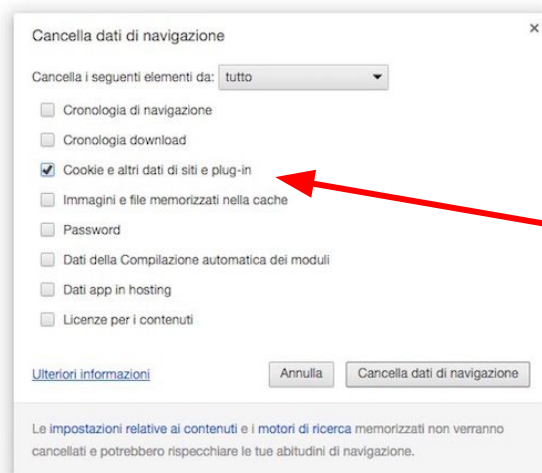 Cancella dati di navigazione
Cancella i seguenti elementi da: tutto
Cronologia di navigazione
Cronologia download
Cookie e altri dati di siti e plug-in
Immagini e file memorizzati nella cache
Password
Dati della Compilazione automatica dei moduli
Dati app in hosting
Licenze per i contenuti
Ulteriori informazioni Annulla Cancella dati di navigazione
Le impostazioni relative ai contenuti e i motori di ricerca memorizzati non verranno
cancellati e potrebbero rispecchiare le tue abitudini di navigazione.